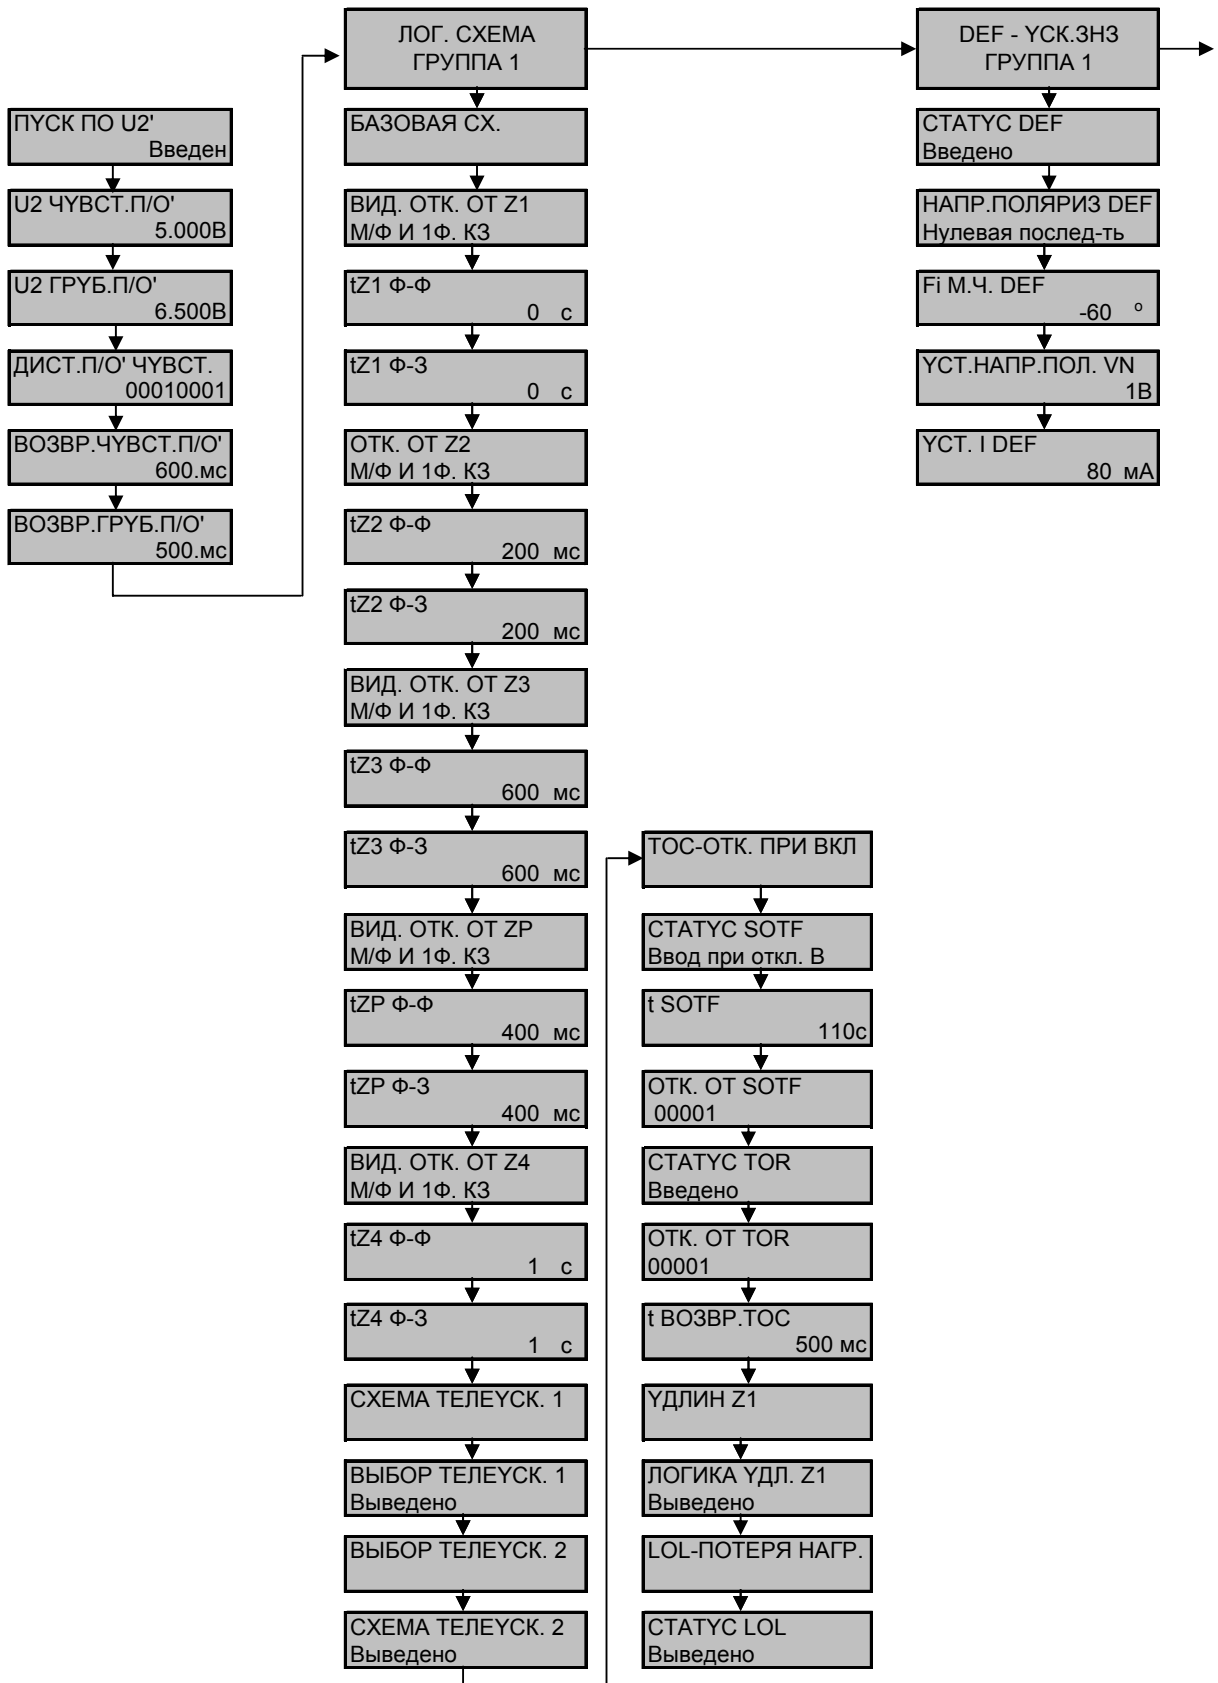 ПУСК ПО U2'
Введен
U2 ЧУВСТ.П/О'
5.000В
U2 ГРУБ.П/О'
6.500В
ДИСТ.П/О' ЧУВСТ.
00010001
ВОЗВР.ЧУВСТ.П/О'
600.мс
ВОЗВР.ГРУБ.П/О'
500.мс
ЛОГ. СХЕМА
ГРУППА 1
БАЗОВАЯ СХ.
ВИД. ОТК. ОТ Z1
М/Ф И 1Ф. КЗ
tZ1 Ф-Ф
0 с
tZ1 Ф-З
0 с
ОТК. ОТ Z2
М/Ф И 1Ф. КЗ
tZ2 Ф-Ф
200 мс
tZ2 Ф-З
200 мс
ВИД. ОТК. ОТ Z3
М/Ф И 1Ф. КЗ
tZ3 Ф-Ф
600 мс
tZ3 Ф-З
600 мс
ВИД. ОТК. ОТ ZP
М/Ф И 1Ф. КЗ
tZP Ф-Ф
400 мс
tZP Ф-З
400 мс
ВИД. ОТК. ОТ Z4
М/Ф И 1Ф. КЗ
tZ4 Ф-Ф
1 с
tZ4 Ф-З
1 с
СХЕМА ТЕЛЕУСК. 1
ВЫБОР ТЕЛЕУСК. 1
Выведено
ВЫБОР ТЕЛЕУСК. 2
СХЕМА ТЕЛЕУСК. 2
Выведено
ТОС-ОТК. ПРИ ВКЛ
СТАТУС SOTF
Ввод при откл. В
t SOTF
110с
ОТК. ОТ SOTF
00001
СТАТУС TOR
Введено
ОТК. ОТ TOR
00001
t ВОЗВР.ТОС
500 мс
УДЛИН Z1
ЛОГИКА УДЛ. Z1
Выведено
LOL-ПОТЕРЯ НАГР.
СТАТУС LOL
Выведено
DEF - УСК.ЗНЗ
ГРУППА 1
СТАТУС DEF
Введено
НАПР.ПОЛЯРИЗ DEF
Нулевая послед-ть
Fi М.Ч. DEF
-60 º
УСТ.НАПР.ПОЛ. VN
1В
УСТ. I DEF
80 мА